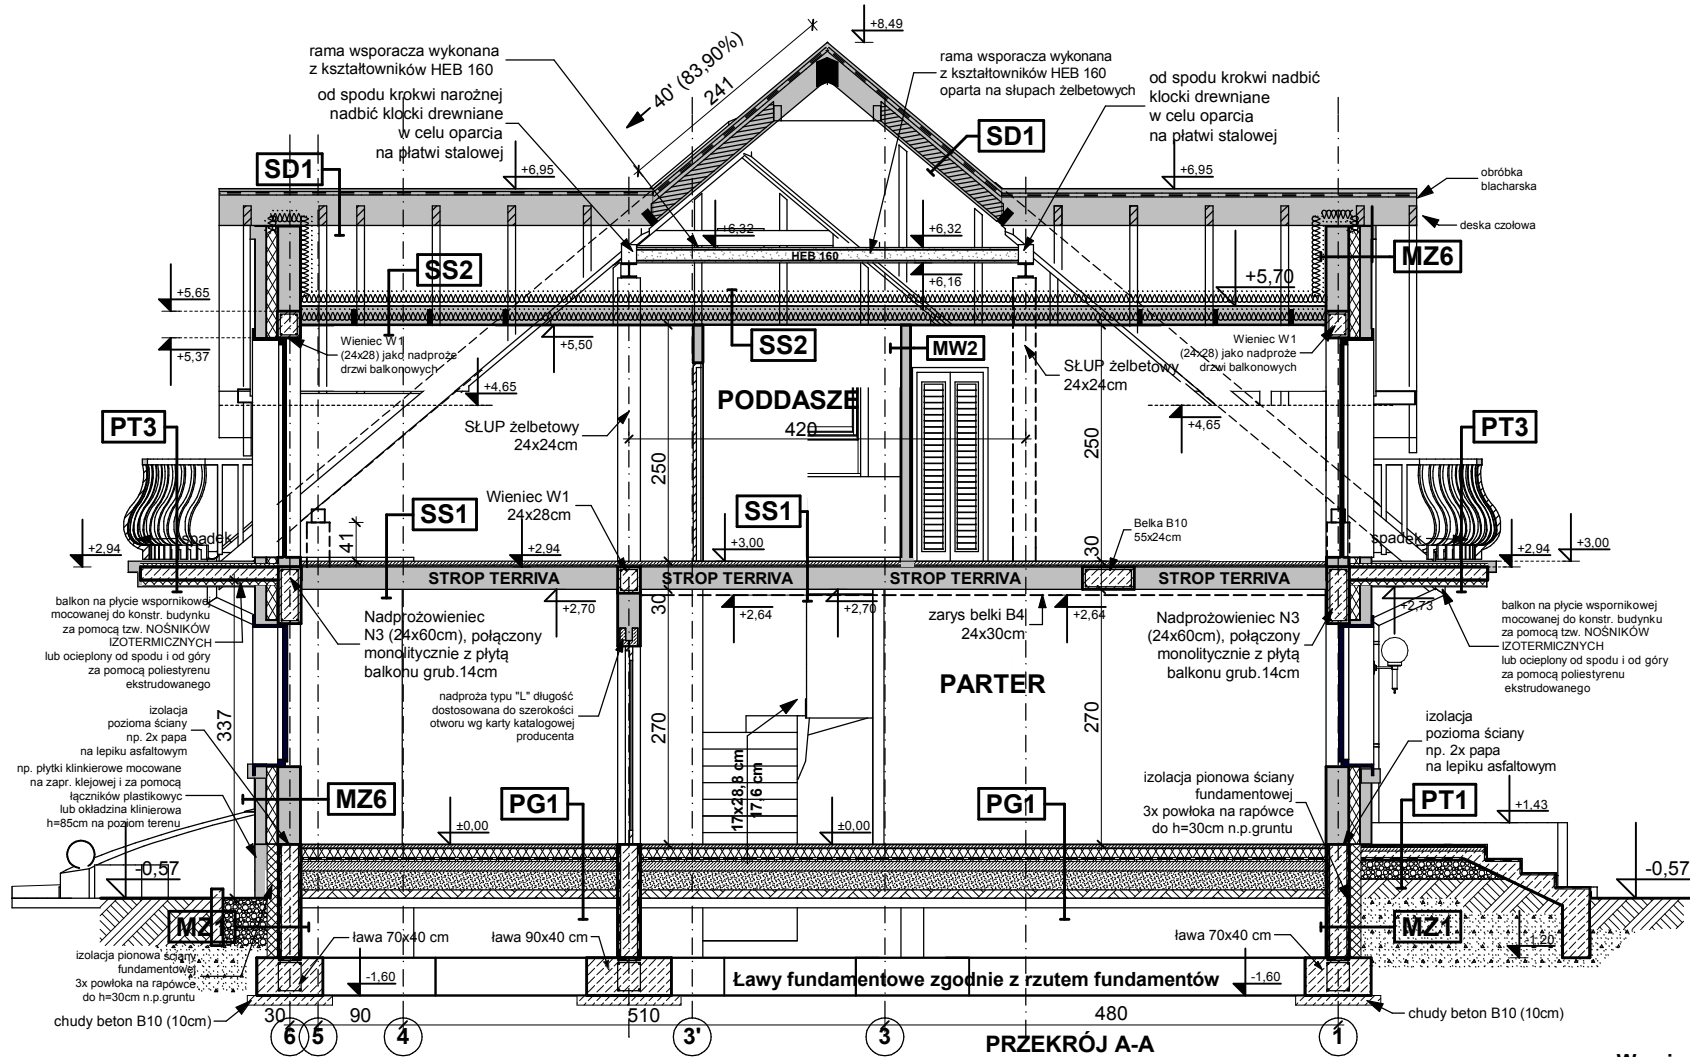 +8,49
rama wsporacza wykonana
z kształtowników HEB 160
40' (83,90%)
241
rama wsporacza wykonana
z kształtowników HEB 160
oparta na słupach żelbetowych
od spodu krokwi narożnej
nadbić klocki drewniane
w celu oparcia
na płatwi stalowej
od spodu krokwi nadbić
klocki drewniane
w celu oparcia
na płatwi stalowej
SD1
SD1
+6,95
+6,95
obróbka
blacharska
deska czołowa
+6,32
+6,32
HEB 160
+6,16
SS2
MZ6
+5,70
+5,65
+5,37
Wieniec W1
(24x28) jako nadproże
drzwi balkonowych
+5,50
SS2
MW2
Wieniec W1
(24x28) jako nadproże
drzwi balkonowych
SŁUP żelbetowy
24x24cm
+4,65
+4,65
PODDASZE
420
PT3
PT3
SŁUP żelbetowy
24x24cm
250
250
Wieniec W1
24x28cm
SS1
SS1
Belka B10
55x24cm
spadek
spadek
41
+2,94
+2,94
+3,00
30
+2,94
+3,00
STROP TERRIVA
STROP TERRIVA
STROP TERRIVA
STROP TERRIVA
+2,70
30
+2,64
+2,70
+2,64
+2,73
zarys belki B4
24x30cm
balkon na płycie wspornikowej
mocowanej do konstr. budynku
za pomocą tzw. NOŚNIKÓW
IZOTERMICZNYCH
lub ocieplony od spodu i od góry
za pomocą poliestyrenu
ekstrudowanego
Nadprożowieniec
N3 (24x60cm), połączony
monolitycznie z płytą
balkonu grub.14cm
Nadprożowieniec N3
(24x60cm), połączony
monolitycznie z płytą
balkonu grub.14cm
balkon na płycie wspornikowej
mocowanej do konstr. budynku
za pomocą tzw. NOŚNIKÓW
IZOTERMICZNYCH
lub ocieplony od spodu i od góry
za pomocą poliestyrenu
ekstrudowanego
PARTER
nadproża typu "L" długość
dostosowana do szerokości
otworu wg karty katalogowej
producenta
337
270
270
izolacja
pozioma ściany
np. 2x papa
na lepiku asfaltowym
izolacja
pozioma ściany
np. 2x papa
na lepiku asfaltowym
np. płytki klinkierowe mocowane
na zapr. klejowej i za pomocą
łączników plastikowyc
lub okładzina klinierowa
h=85cm na poziom terenu
17x28,8 cm
17,6 cm
izolacja pionowa ściany
fundamentowej
3x powłoka na rapówce
do h=30cm n.p.gruntu
MZ6
PG1
PG1
PT1
+1,43
±0,00
±0,00
-0,57
-0,57
MZ1
MZ1
-1,20
ława 70x40 cm
ława 90x40 cm
ława 70x40 cm
izolacja pionowa ściany
fundamentowej
3x powłoka na rapówce
do h=30cm n.p.gruntu
-1,60
Ławy fundamentowe zgodnie z rzutem fundamentów
-1,60
chudy beton B10 (10cm)
chudy beton B10 (10cm)
30
90
510
480
6
5
4
3'
3
1
PRZEKRÓJ A-A